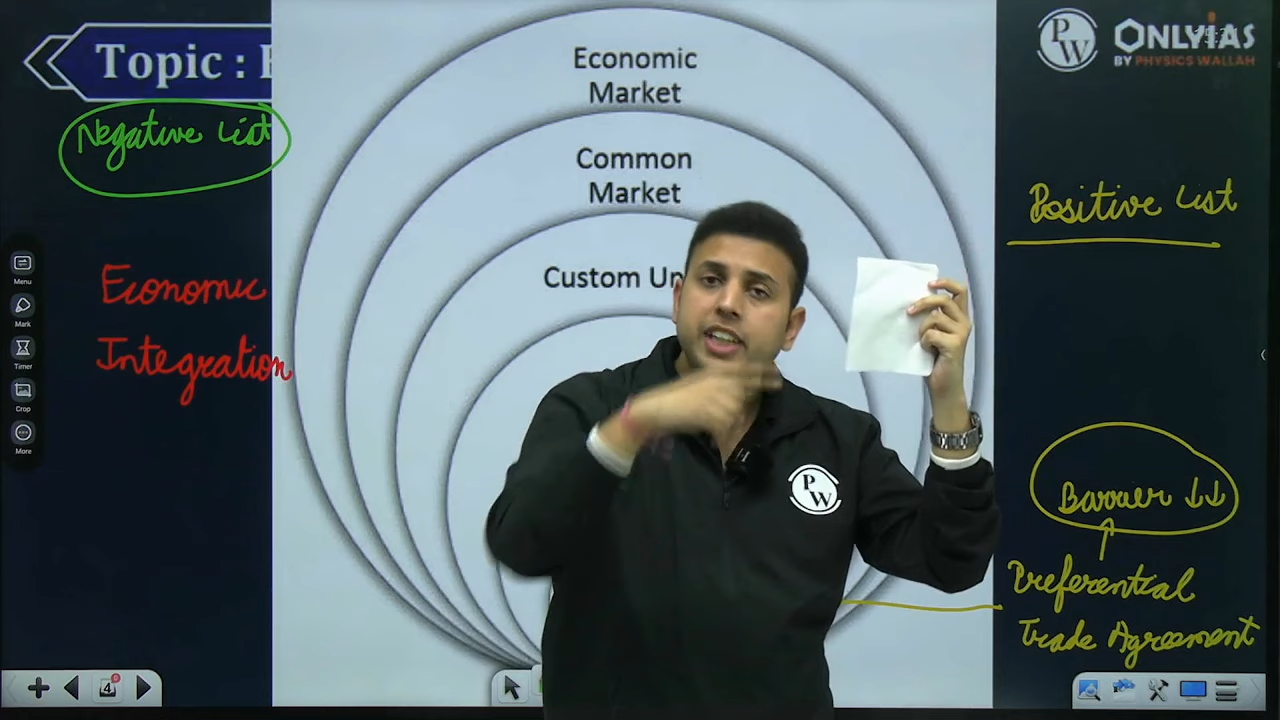 Topic :
PW
ONLYIAS
BY PHYSICS WALLAH
Negative List
Economic
Market
Common
Market
Positive List
Custom Un
Economic
Integration
Menu
Mark
Timer
Crop
More
PW
Barrier ↓↓
Preferential
Trade Agreement
4